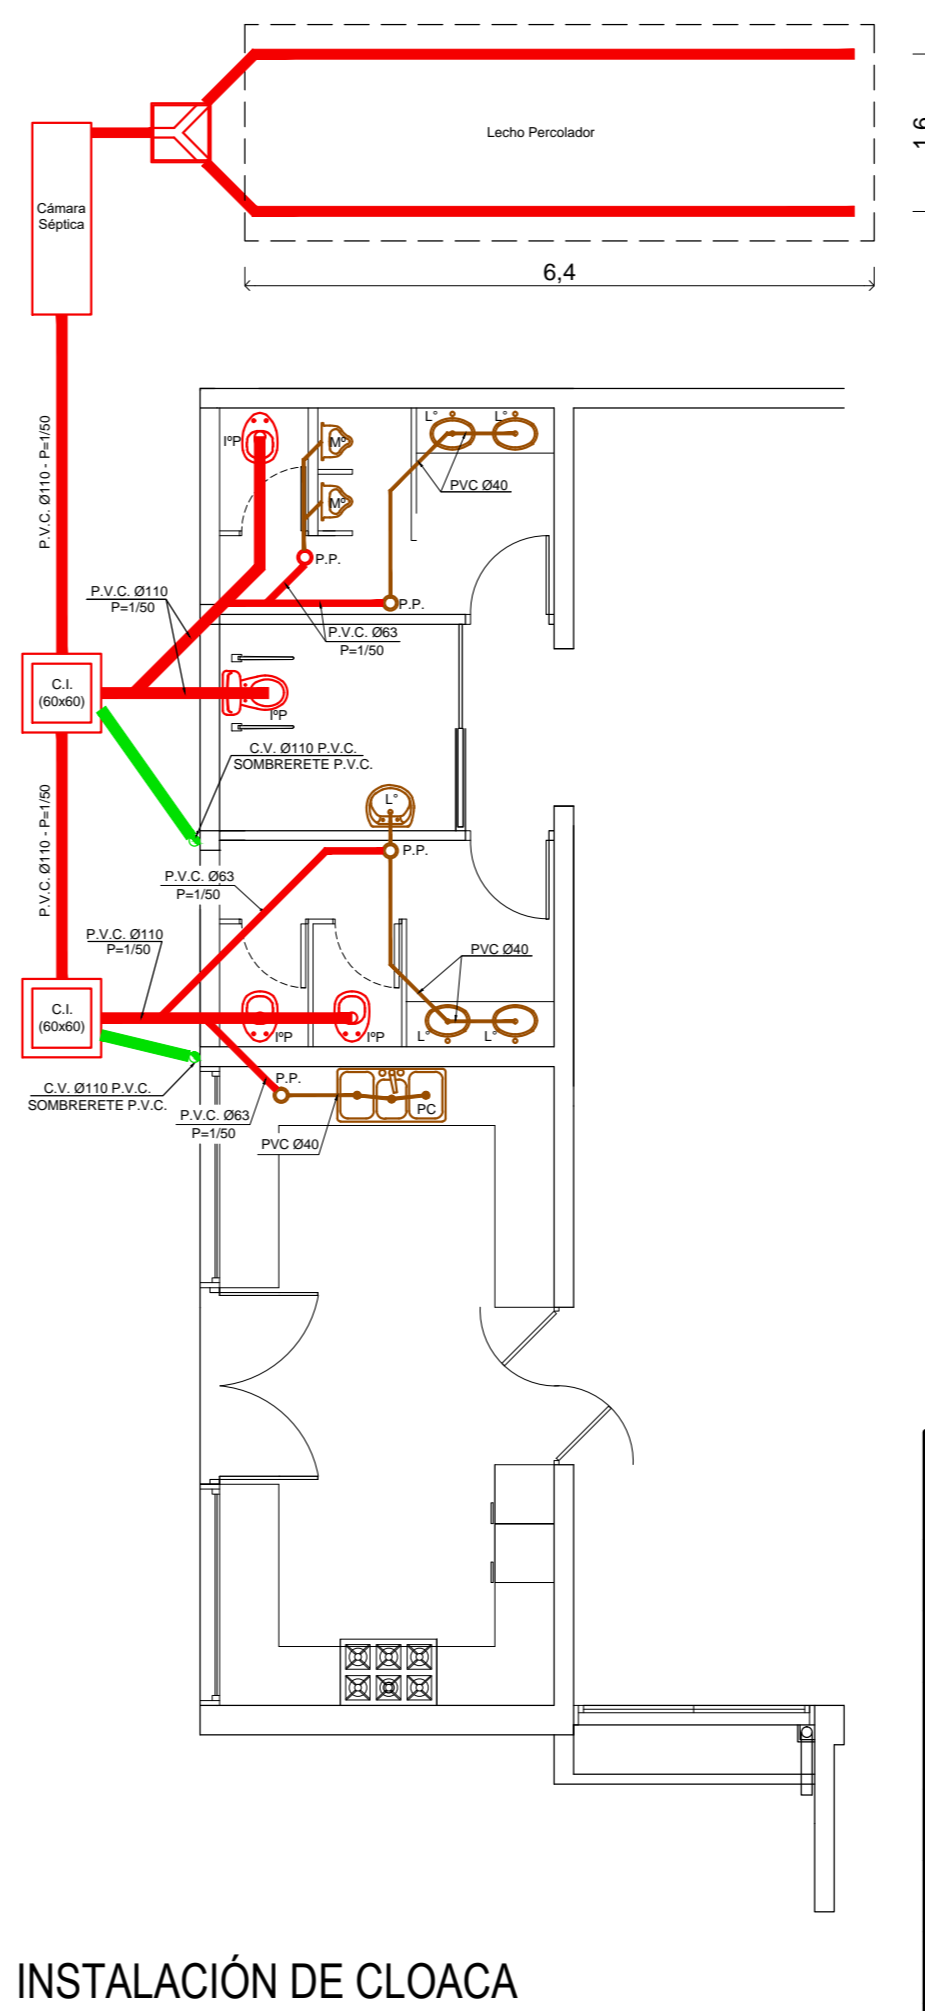 Lecho Percolador
1,6
Cámara
Séptica
6,4
P.V.C. Ø110 - P=1/50
IºP
Mº
Mº
L°
L°
PVC Ø40
P.P.
P.P.
P.V.C. Ø110
P=1/50
P.V.C. Ø63
P=1/50
C.I.
(60x60)
IºP
C.V. Ø110 P.V.C.
SOMBRERETE P.V.C.
L°
P.V.C. Ø110 - P=1/50
P.P.
P.V.C. Ø63
P=1/50
P.V.C. Ø110
P=1/50
PVC Ø40
C.I.
(60x60)
IºP
IºP
L°
L°
C.V. Ø110 P.V.C.
SOMBRERETE P.V.C.
P.P.
P.V.C. Ø63
P=1/50
PVC Ø40
PC
INSTALACIÓN DE CLOACA